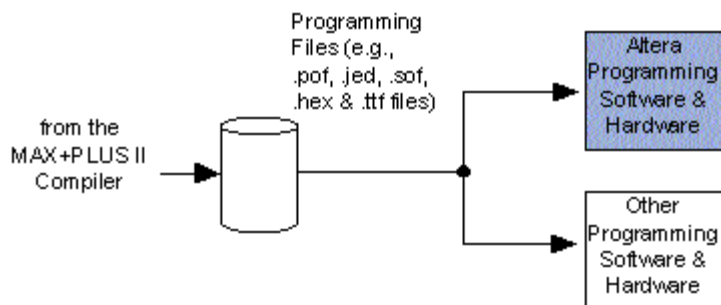 Programming
Files (e.g.,
.pof, .jed, .sof,
.hex & .ttf files)
from the
MAX+PLUS II
Compiler
Altera
Programming
Software &
Hardware
Other
Programming
Software &
Hardware